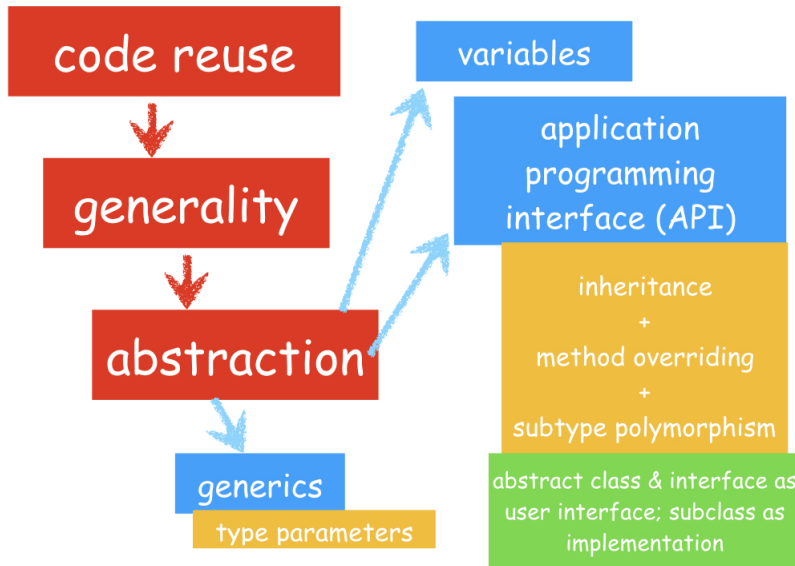 code reuse
generality
abstraction
generics
type parameters
variables
application
programming
interface (API)
inheritance
+
method overriding
+
subtype polymorphism
abstract class & interface as
user interface; subclass as
implementation